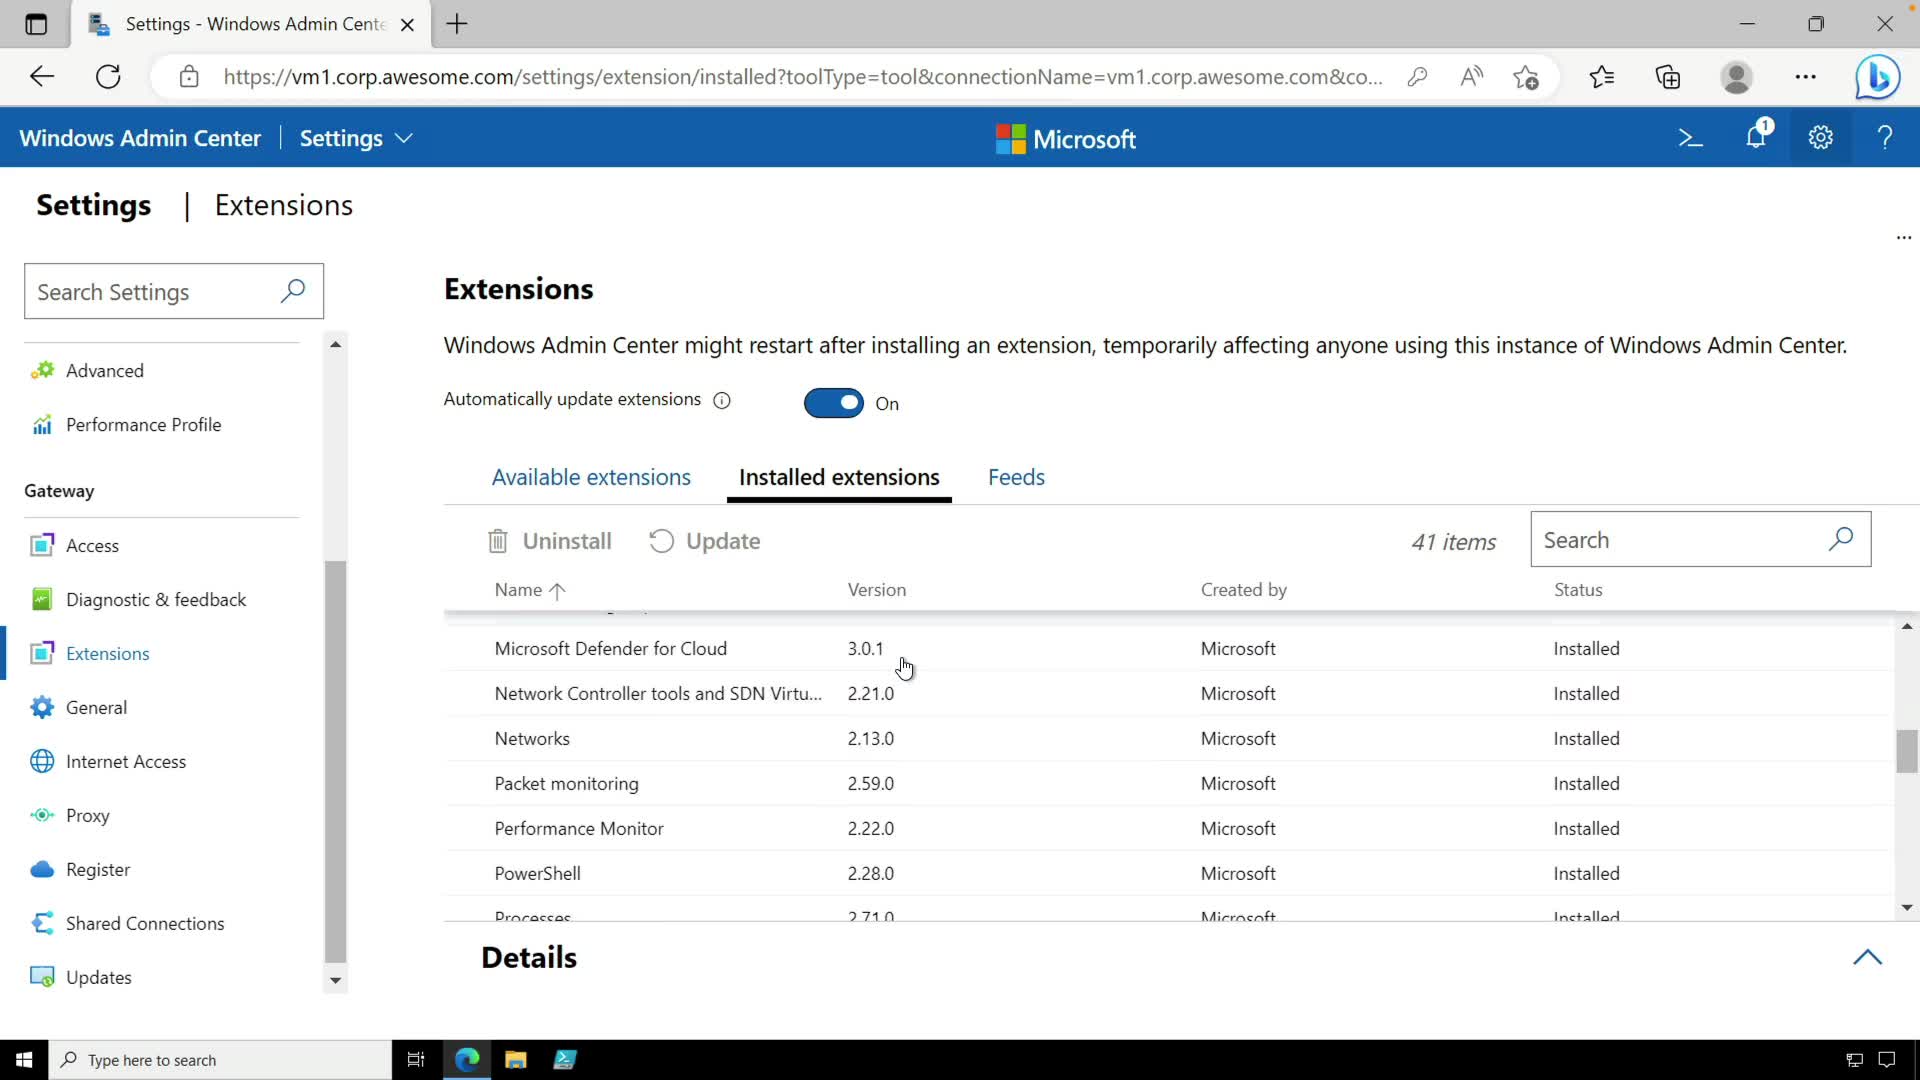 Settings - Windows Admin Cente
https://vm1.corp.awesome.com/settings/extension/installed?toolType=tool&connectionName=vm1.corp.awesome.com&co...
Windows Admin Center
Settings
Microsoft
1
Settings | Extensions
...
Search Settings
Advanced
Performance Profile
Gateway
Access
Diagnostic & feedback
Extensions
General
Internet Access
Proxy
Register
Shared Connections
Updates
Extensions
Windows Admin Center might restart after installing an extension, temporarily affecting anyone using this instance of Windows Admin Center.
Automatically update extensions
On
Available extensions Installed extensions Feeds
Uninstall Update 41 items Search
Name Version Created by Status
Microsoft Defender for Cloud 3.0.1 Microsoft Installed
Network Controller tools and SDN Virtu... 2.21.0 Microsoft Installed
Networks 2.13.0 Microsoft Installed
Packet monitoring 2.59.0 Microsoft Installed
Performance Monitor 2.22.0 Microsoft Installed
PowerShell 2.28.0 Microsoft Installed
Processes 2.71.0 Microsoft Installed
Details
Type here to search